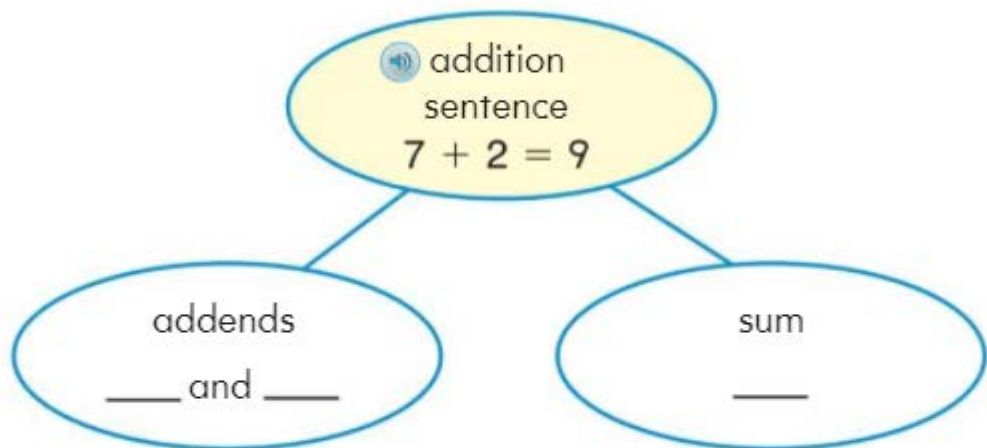 addition
sentence
7 + 2 = 9
addends
___ and ___
sum
___